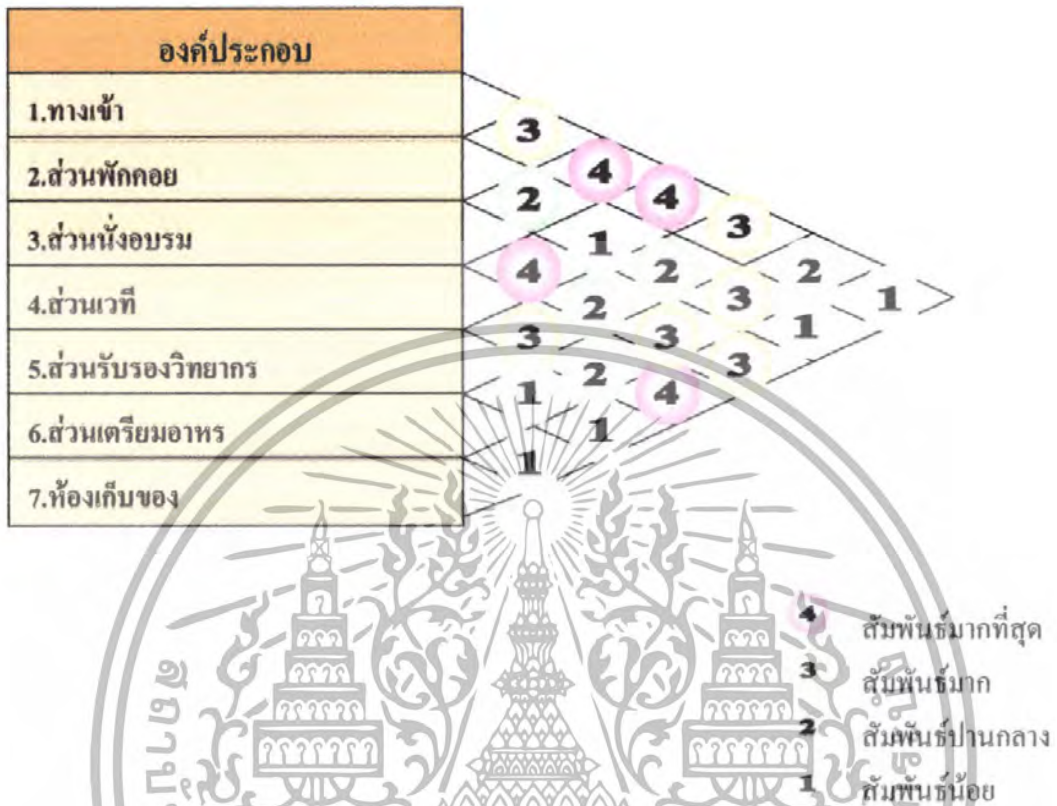 องค์ประกอบ
1.ทางเข้า
3
2.ส่วนพักคอย
4
2 4
3
3.ส่วนนั่งอบรม
1
4 2 2
4.ส่วนเวที
2 3 1
3 3 1
5.ส่วนรับรองวิทยากร
2 3
1 4
6.ส่วนเตรียมอาหร
1
1
7.ห้องเก็บของ
4 สัมพันธ์มากที่สุด
3 สัมพันธ์มาก
2 สัมพันธ์ปานกลาง
1 สัมพันธ์น้อย